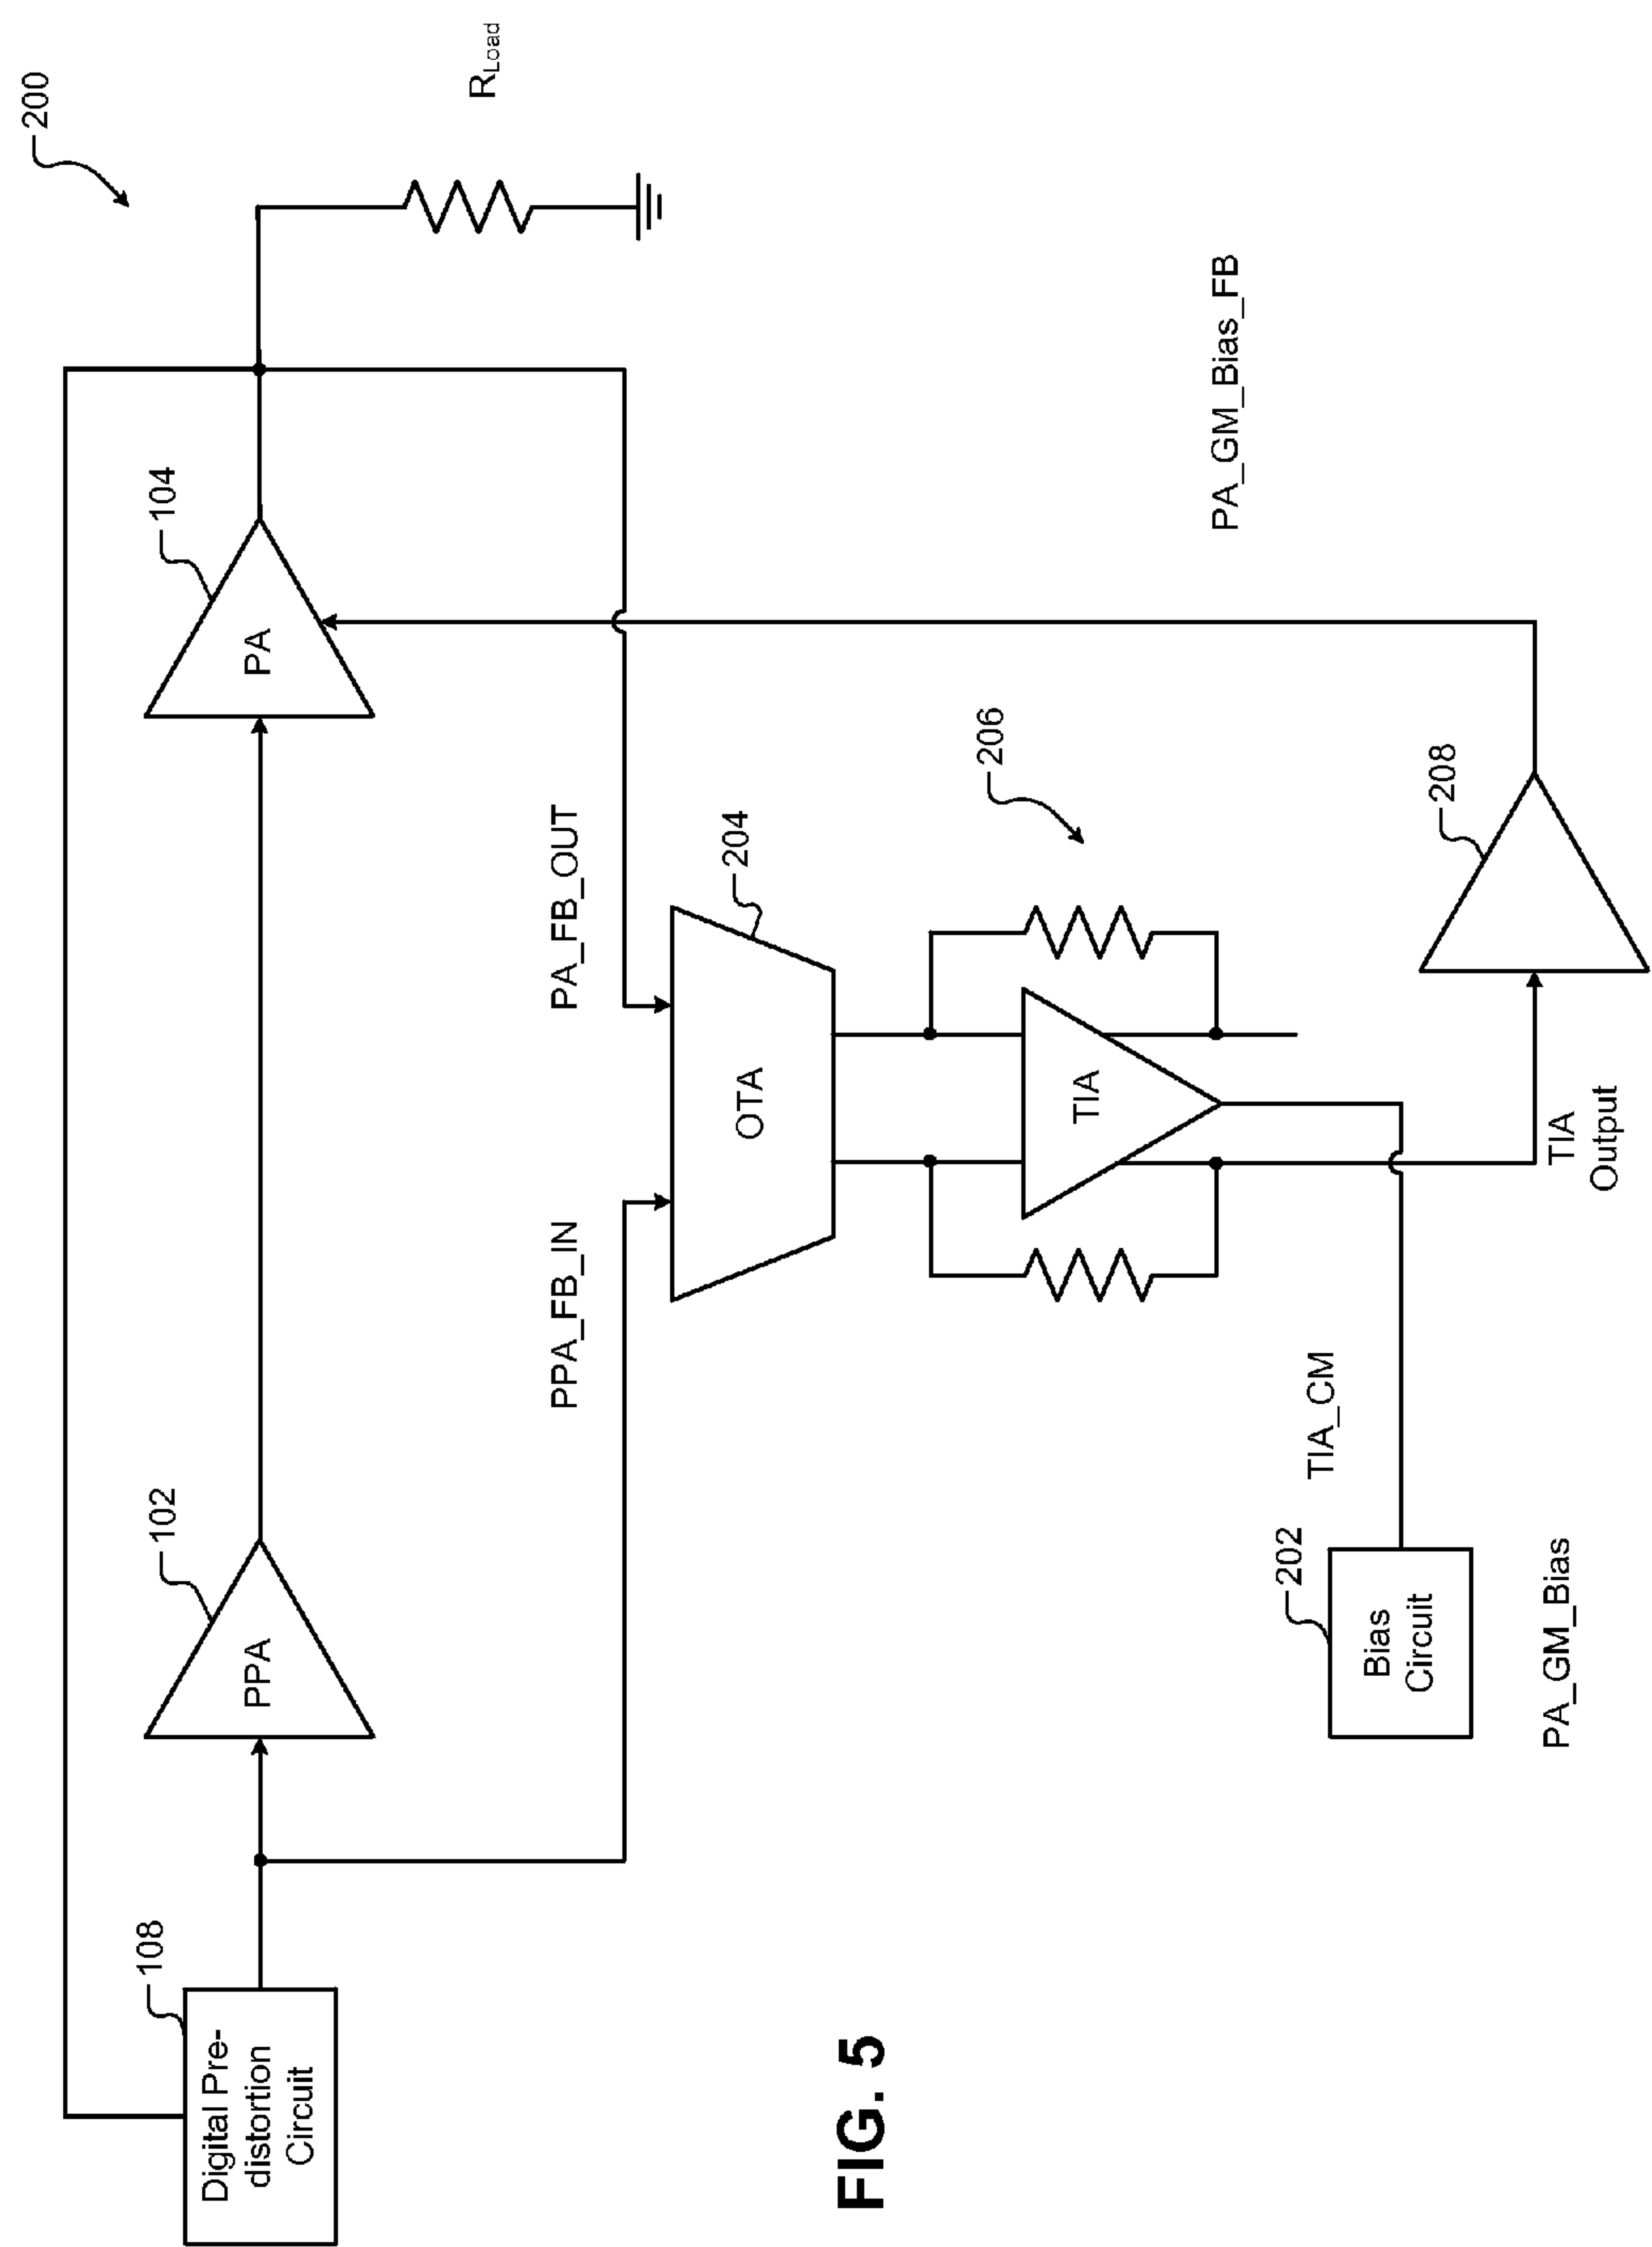 200
104
PA
R_Load
102
PPA
108
Digital Pre-
distortion
Circuit
PPA_FB_IN
PA_FB_OUT
204
OTA
206
TIA
TIA_CM
202
Bias
Circuit
PA_GM_Bias
TIA
Output
208
PA_GM_Bias_FB
FIG. 5